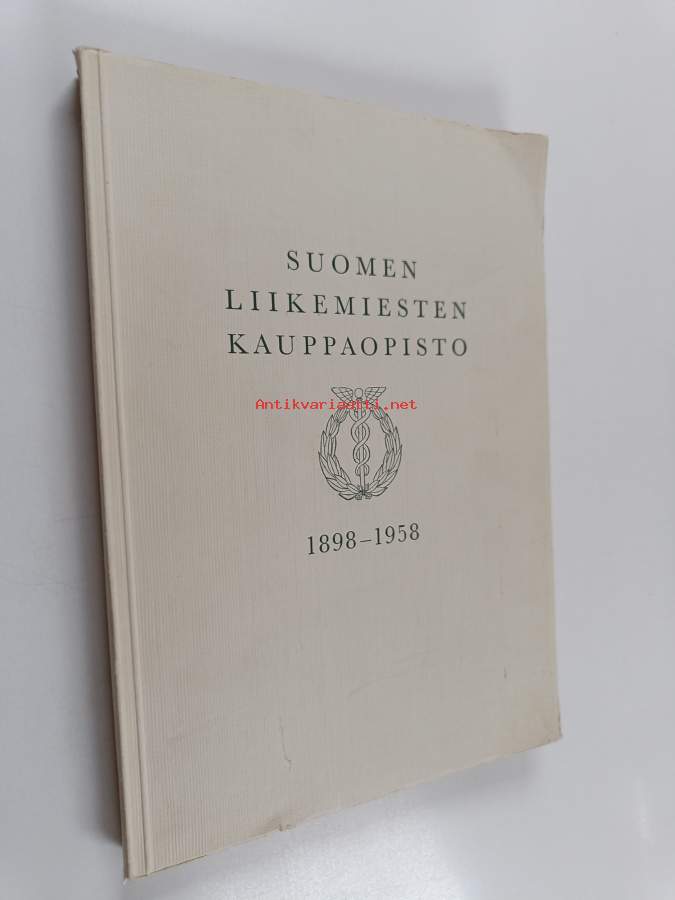 SUOMEN
LIIKEMIESTEN
KAUPPAOPISTO
Antikvariaatti.net
1898–1958